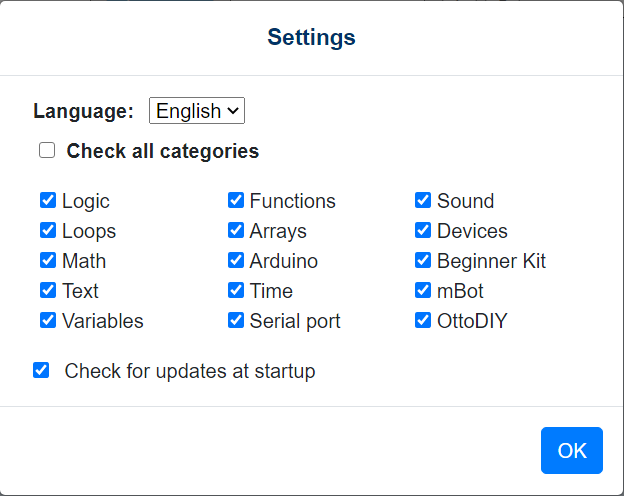 Settings
Language: English
Check all categories
Logic Functions Sound
Loops Arrays Devices
Math Arduino Beginner Kit
Text Time mBot
Variables Serial port OttoDIY
Check for updates at startup
OK